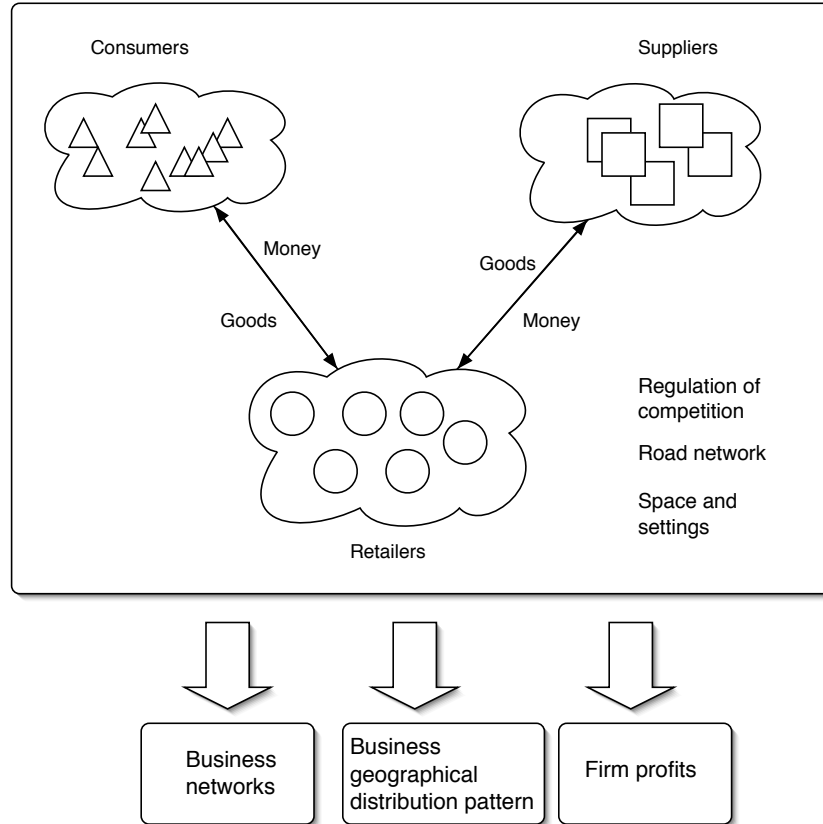 Consumers
Suppliers
Money
Goods
Goods
Money
Retailers
Regulation of
competition
Road network
Space and
settings
Business
networks
Business
geographical
distribution pattern
Firm profits